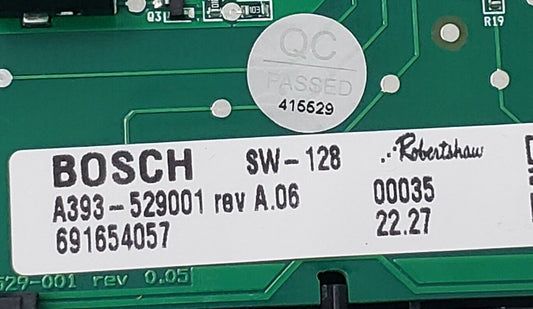 Q3
R19
QC
PASSED
415529
BOSCH SW-128 Robertshaw
A393-529001 rev A.06 00035
691654057 22.27
529-001 rev 0.05